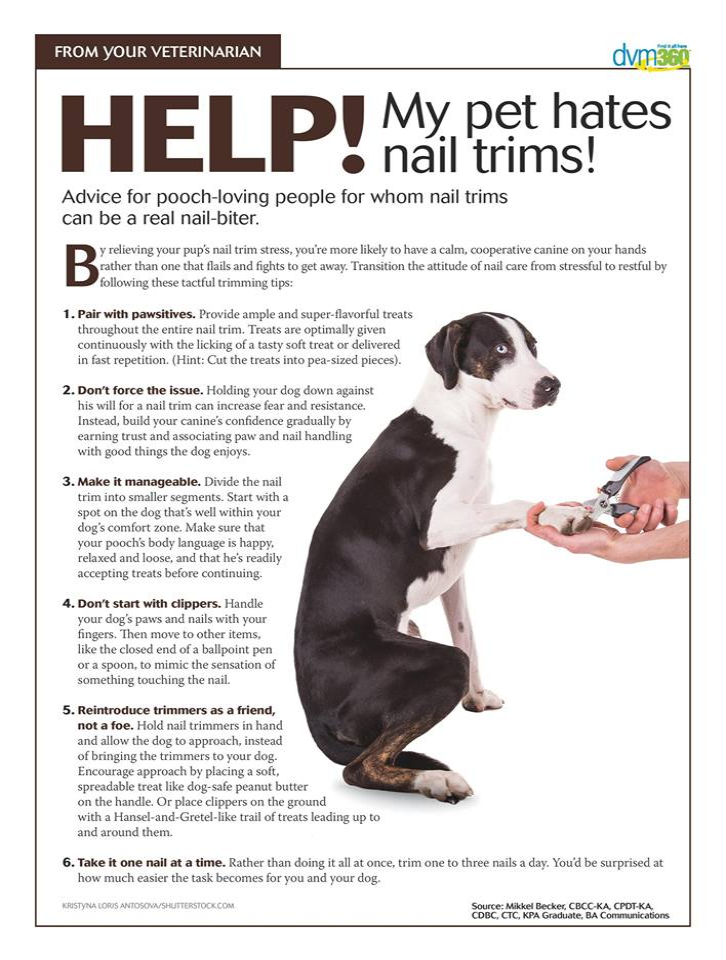 FROM YOUR VETERINARIAN
dvm360
HELP! My pet hates
nail trims!
Advice for pooch-loving people for whom nail trims
can be a real nail-biter.
By relieving your pup's nail trim stress, you're more likely to have a calm, cooperative canine on your hands
rather than one that flails and fights to get away. Transition the attitude of nail care from stressful to restful by
following these tactful trimming tips:
1. Pair with pawsitives. Provide ample and super-flavorful treats
throughout the entire nail trim. Treats are optimally given
continuously with the licking of a tasty soft treat or delivered
in fast repetition. (Hint: Cut the treats into pea-sized pieces).
2. Don't force the issue. Holding your dog down against
his will for a nail trim can increase fear and resistance.
Instead, build your canine's confidence gradually by
earning trust and associating paw and nail handling
with good things the dog enjoys.
3. Make it manageable. Divide the nail
trim into smaller segments. Start with a
spot on the dog that's well within your
dog's comfort zone. Make sure that
your pooch's body language is happy,
relaxed and loose, and that he's readily
accepting treats before continuing.
4. Don't start with clippers. Handle
your dog's paws and nails with your
fingers. Then move to other items,
like the closed end of a ballpoint pen
or a spoon, to mimic the sensation of
something touching the nail.
5. Reintroduce trimmers as a friend,
not a foe. Hold nail trimmers in hand
and allow the dog to approach, instead
of bringing the trimmers to your dog.
Encourage approach by placing a soft,
spreadable treat like dog-safe peanut butter
on the handle. Or place clippers on the ground
with a Hansel-and-Gretel-like trail of treats leading up to
and around them.
6. Take it one nail at a time. Rather than doing it all at once, trim one to three nails a day. You'd be surprised at
how much easier the task becomes for you and your dog.
KRISTYNA LORIS ANTOSOVA/SHUTTERSTOCK.COM
Source: Mikkel Becker, CBCC-KA, CPDT-KA,
CDBC, CTC, KPA Graduate, BA Communications